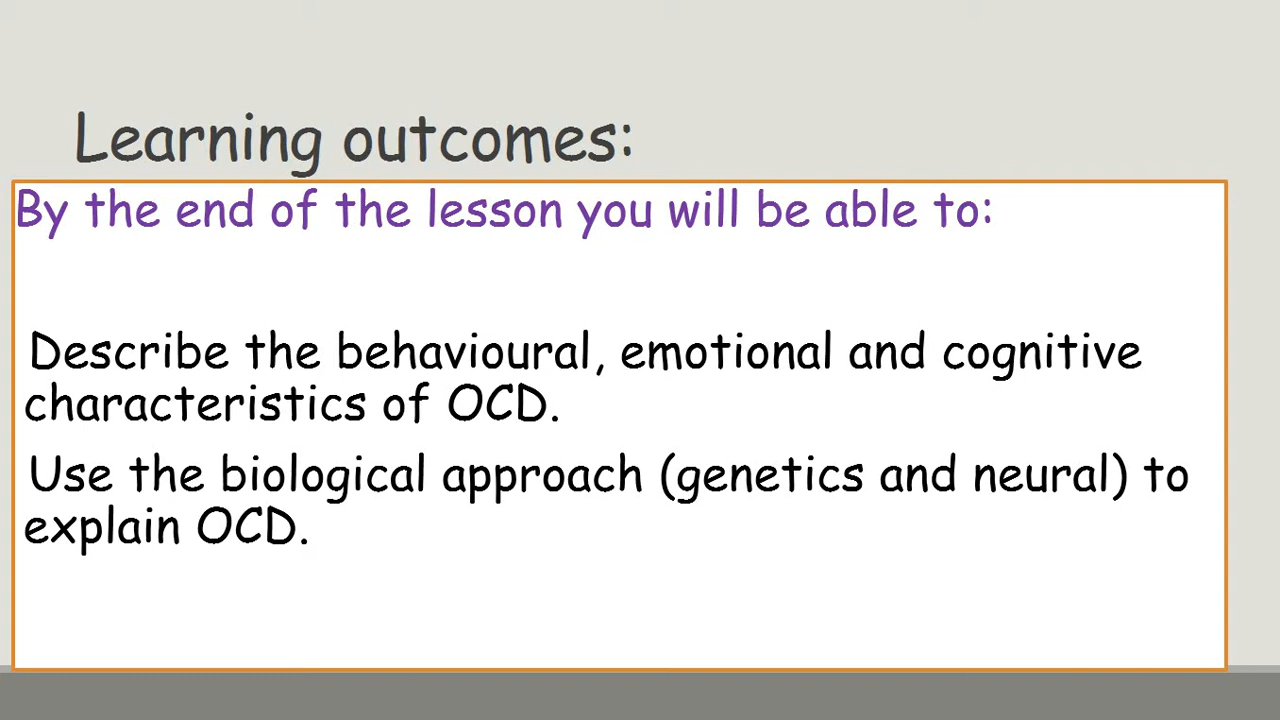 Learning outcomes:
By the end of the lesson you will be able to:
Describe the behavioural, emotional and cognitive
characteristics of OCD.
Use the biological approach (genetics and neural) to
explain OCD.